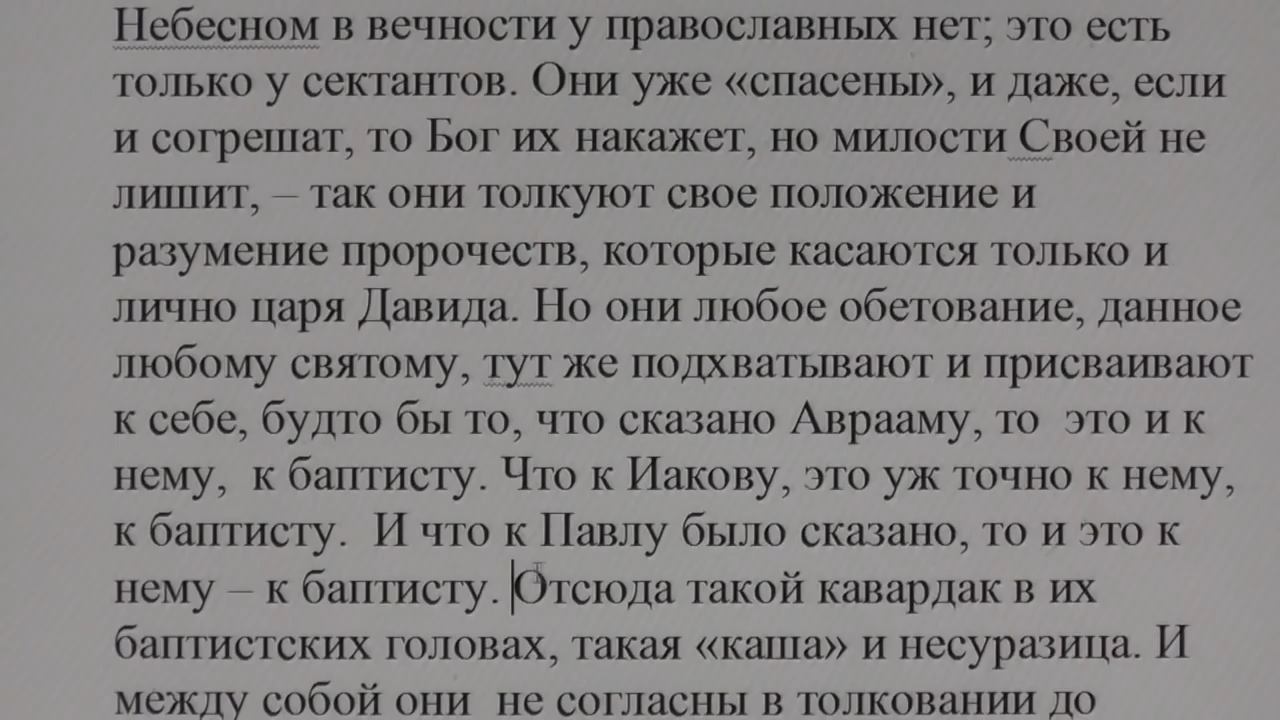 Небесном в вечности у православных нет; это есть
только у сектантов. Они уже «спасены», и даже, если
и согрешат, то Бог их накажет, но милости Своей не
лишит, – так они толкуют свое положение и
разумение пророчеств, которые касаются только и
лично царя Давида. Но они любое обетование, данное
любому святому, тут же подхватывают и присваивают
к себе, будто бы то, что сказано Аврааму, то  это и к
нему,  к баптисту. Что к Иакову, это уж точно к нему,
к баптисту.  И что к Павлу было сказано, то и это к
нему – к баптисту. Отсюда такой кавардак в их
баптистских головах, такая «каша» и несуразица. И
между собой они  не согласны в толковании до